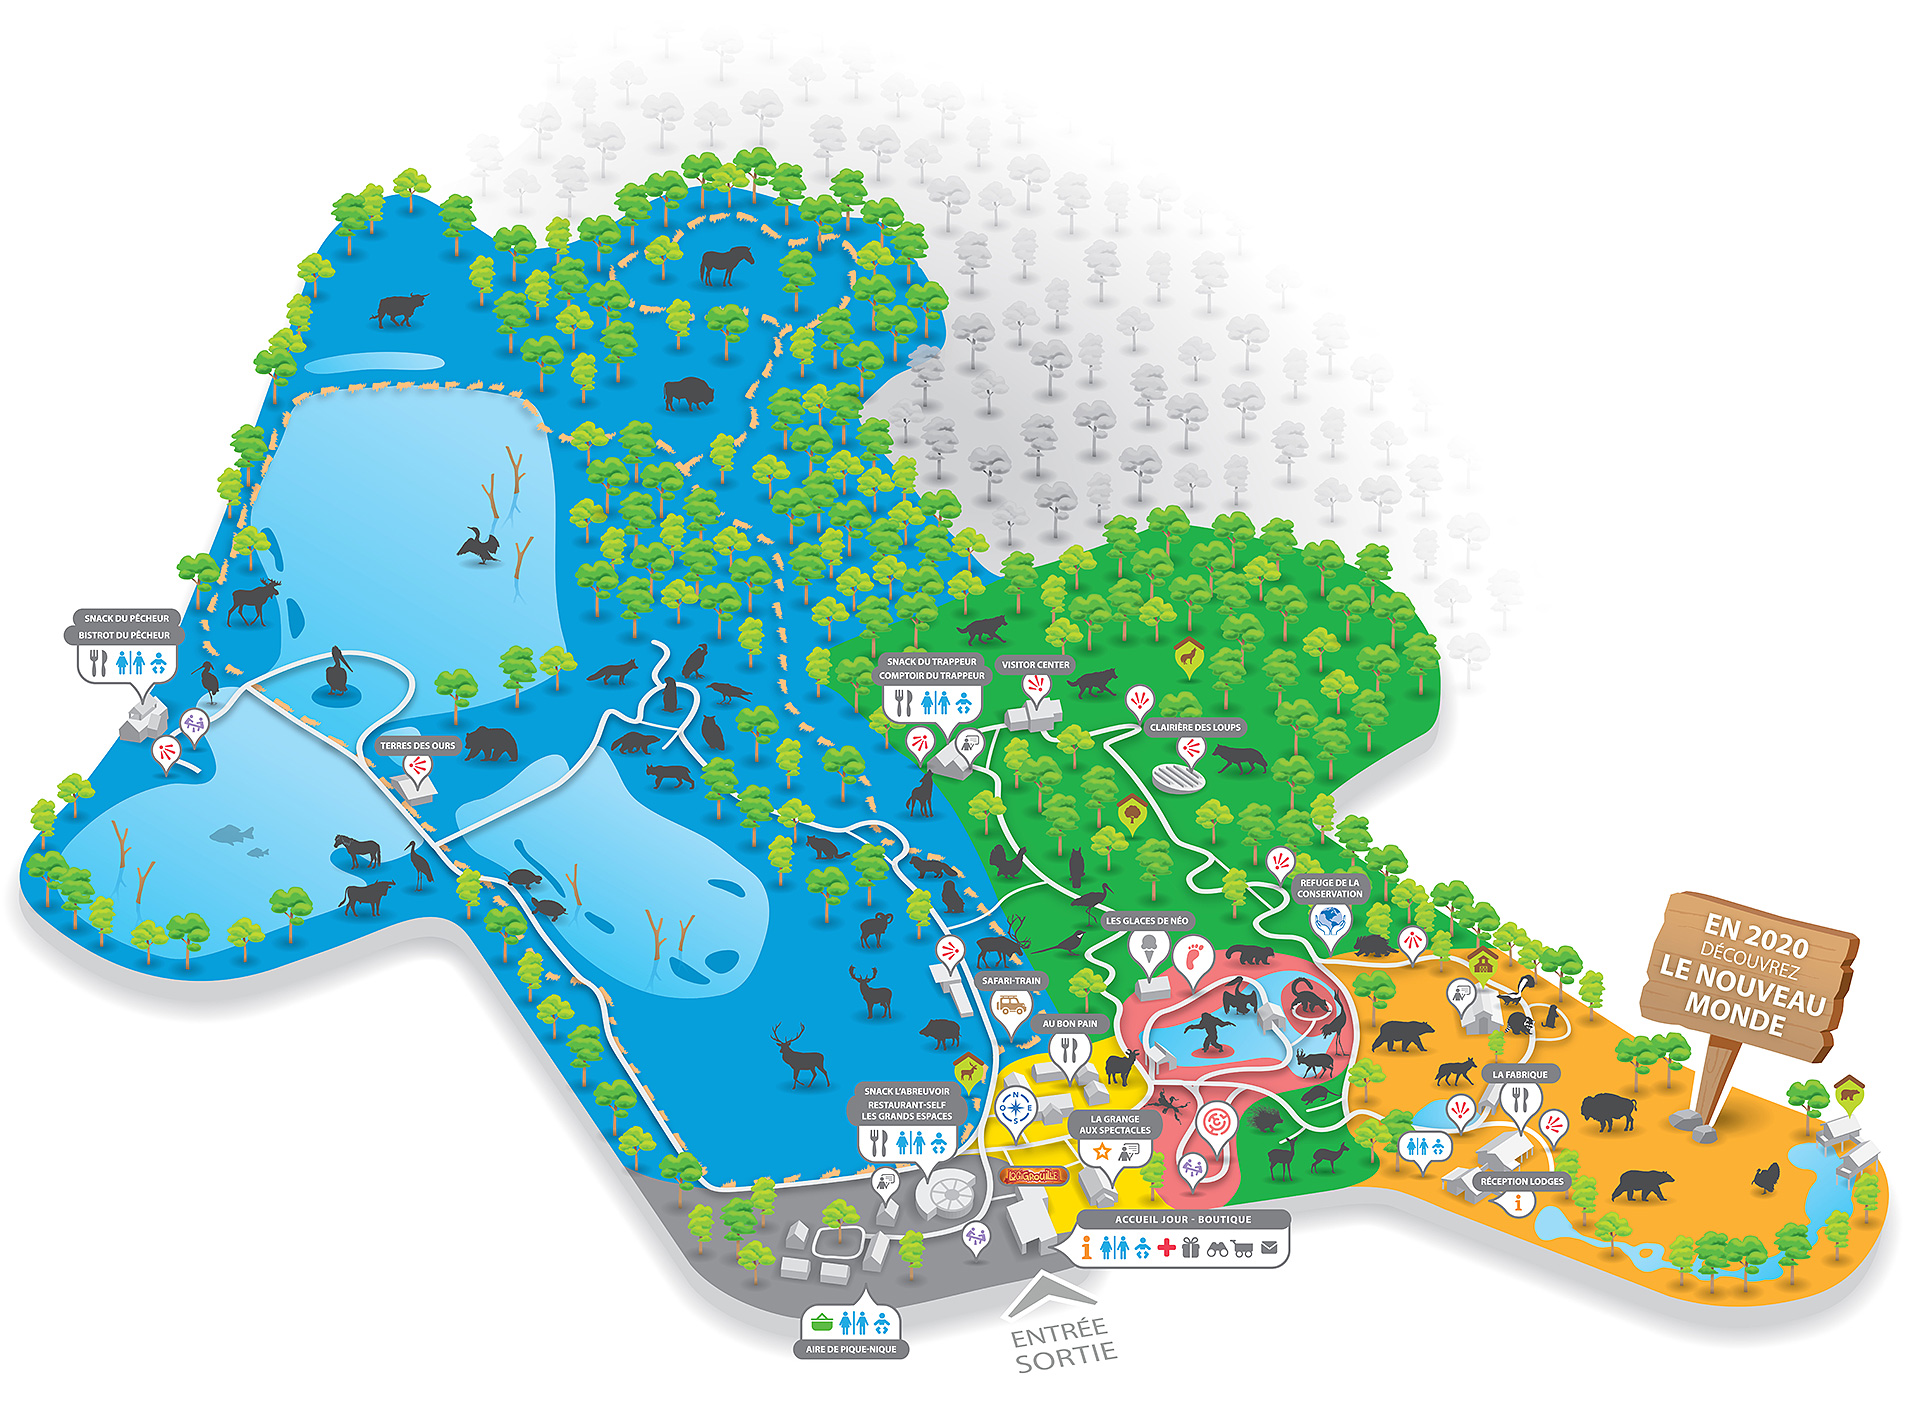 SNACK DU PÊCHEUR
BISTROT DU PÊCHEUR
TERRES DES OURS
SNACK DU TRAPPEUR
COMPTOIR DU TRAPPEUR
VISITOR CENTER
CLAIRIÈRE DES LOUPS
REFUGE DE LA
CONSERVATION
LES GLACES DE NÉO
SAFARI-TRAIN
AU BON PAIN
EN 2020
DÉCOUVREZ
LE NOUVEAU
MONDE
LA FABRIQUE
SNACK L'ABREUVOIR
RESTAURANT-SELF
LES GRANDS ESPACES
N
O E
S
LA GRANGE
AUX SPECTACLES
RÉCEPTION LODGES
i
ACCUEIL JOUR - BOUTIQUE
i
AIRE DE PIQUE-NIQUE
ENTRÉE
SORTIE